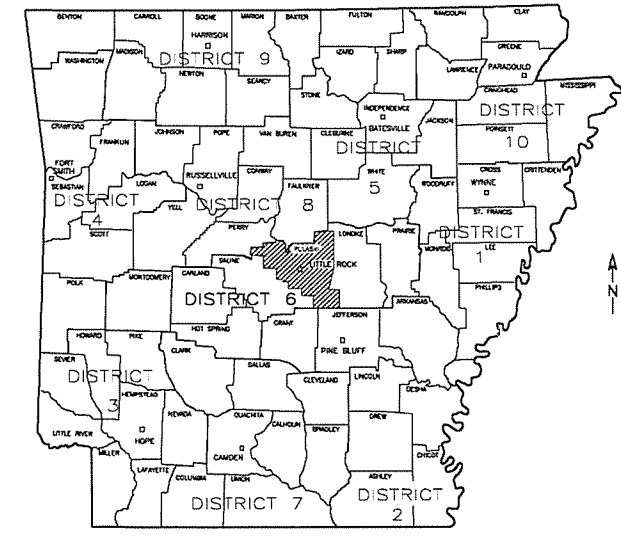 BENTON
CARROLL
BOONE
MARION
BAXTER
FULTON
RANDOLPH
CLAY
HARRISON
MADISON
WASHINGTON
DISTRICT 9
NEWTON
SEARCY
IZARD
SHARP
STONE
LAWRENCE
GREENE
PARAGOULD
MISSISSIPPI
CRAIGHEAD
DISTRICT
10
POINSETT
INDEPENDENCE
BATESVILLE
JACKSON
CRAWFORD
FRANKLIN
JOHNSON
POPE
VAN BUREN
CLEBURNE
DISTRICT
5
WHITE
WOODRUFF
CROSS
CRITTENDEN
WYNNE
FORT
SMITH
SEBASTIAN
LOGAN
RUSSELLVILLE
CONWAY
FAULKNER
8
DISTRICT
4
DISTRICT
YELL
PERRY
SCOTT
ST. FRANCIS
DISTRICT
1
LEE
MONROE
PRAIRIE
LONOKE
PULASKI
LITTLE ROCK
SALINE
GARLAND
POLK
MONTGOMERY
DISTRICT 6
PHILLIPS
ARKANSAS
HOT SPRING
GRANT
JEFFERSON
PINE BLUFF
HOWARD
PIKE
CLARK
SEVIER
DISTRICT
3
DALLAS
CLEVELAND
LINCOLN
DESHA
HEMPSTEAD
NEVADA
OUACHITA
CALHOUN
DREW
LITTLE RIVER
HOPE
CAMDEN
BRADLEY
MILLER
LAFAYETTE
COLUMBIA
UNION
ASHLEY
CHICOT
DISTRICT 7
DISTRICT
2
N